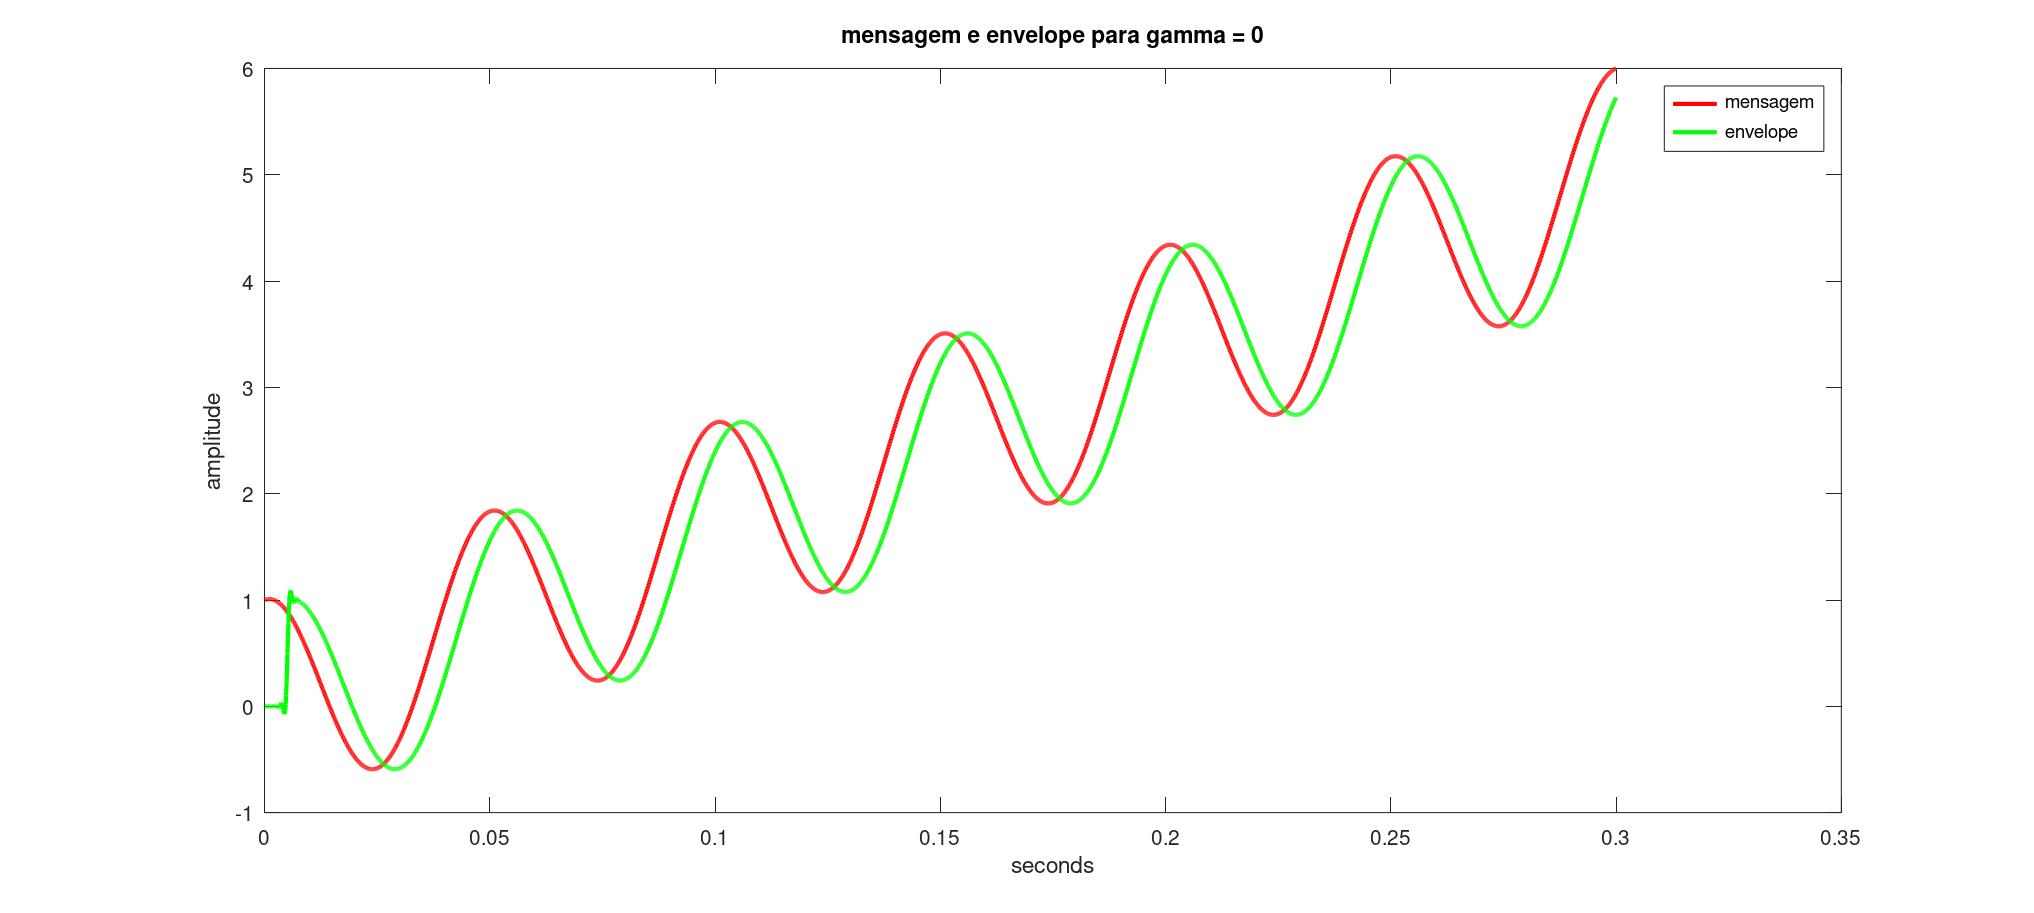 mensagem e envelope para gamma = 0
6
5
4
3
2
1
0
-1
amplitude
mensagem
envelope
0 0.05 0.1 0.15 0.2 0.25 0.3 0.35
seconds